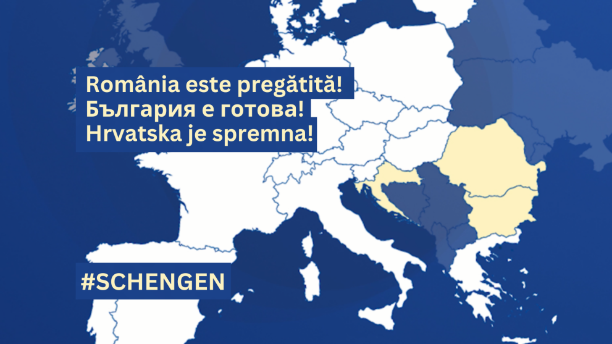 România este pregătită!
България е готова!
Hrvatska je spremna!
#SCHENGEN